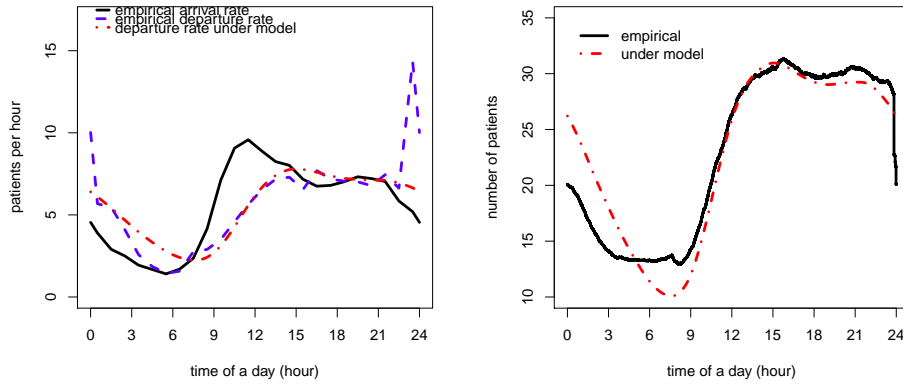 empirical arrival rate
empirical departure rate
departure rate under model
patients per hour
15
10
5
0
0 3 6 9 12 15 18 21 24
time of a day (hour)
empirical
under model
number of patients
35
30
25
20
15
10
0 3 6 9 12 15 18 21 24
time of a day (hour)